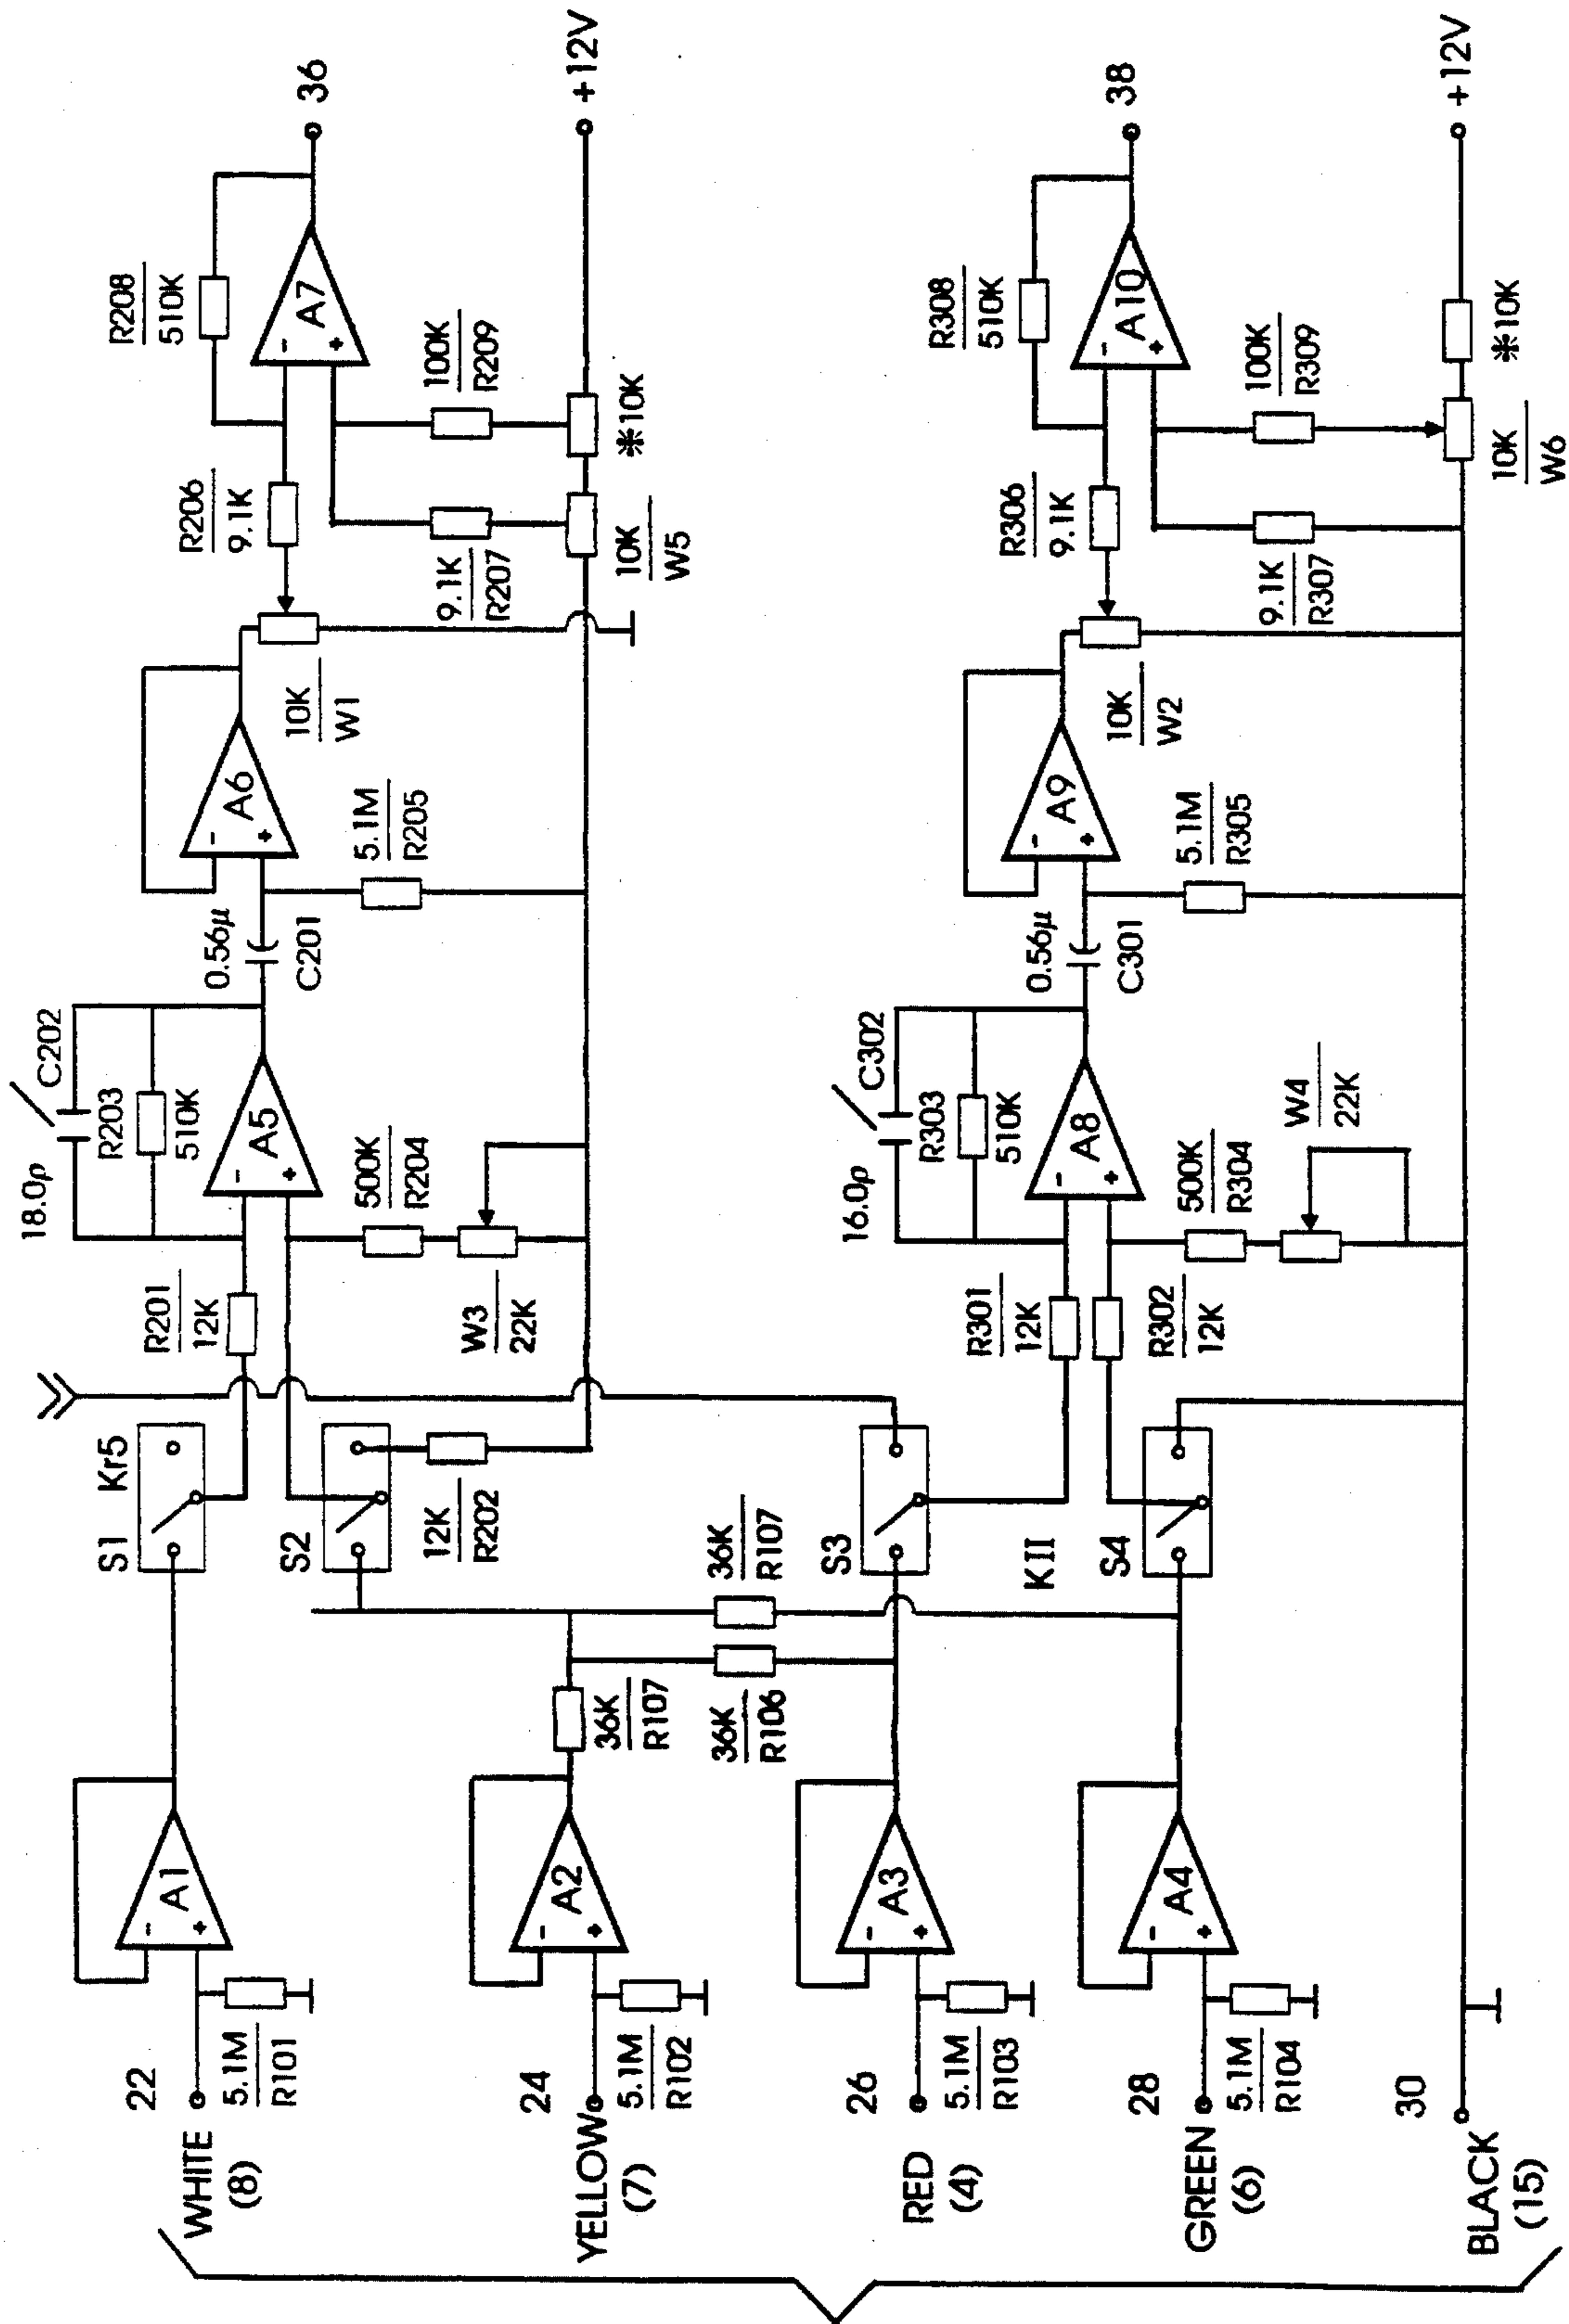 WHITE
(8)
22
5.1M
R101
-
+
A1
S1
Kr5
R201
12K
18.0p
C202
R203
510K
-
+
A5
500K
R204
W3
22K
0.56µ
C201
-
+
A6
5.1M
R205
10K
W1
R206
9.1K
9.1K
R207
R208
510K
-
+
A7
100K
R209
10K
W5
※10K
36
+12V
YELLOW
(7)
24
5.1M
R102
-
+
A2
36K
R107
S2
12K
R202
36K
R107
36K
R106
RED
(4)
26
5.1M
R103
-
+
A3
S3
KII
R301
12K
R302
12K
16.0p
C302
R303
510K
-
+
A8
500K
R304
W4
22K
0.56µ
C301
-
+
A9
5.1M
R305
10K
W2
R306
9.1K
9.1K
R307
R308
510K
-
+
A10
100K
R309
10K
W6
※10K
38
+12V
GREEN
(6)
28
5.1M
R104
-
+
A4
S4
BLACK
(15)
30